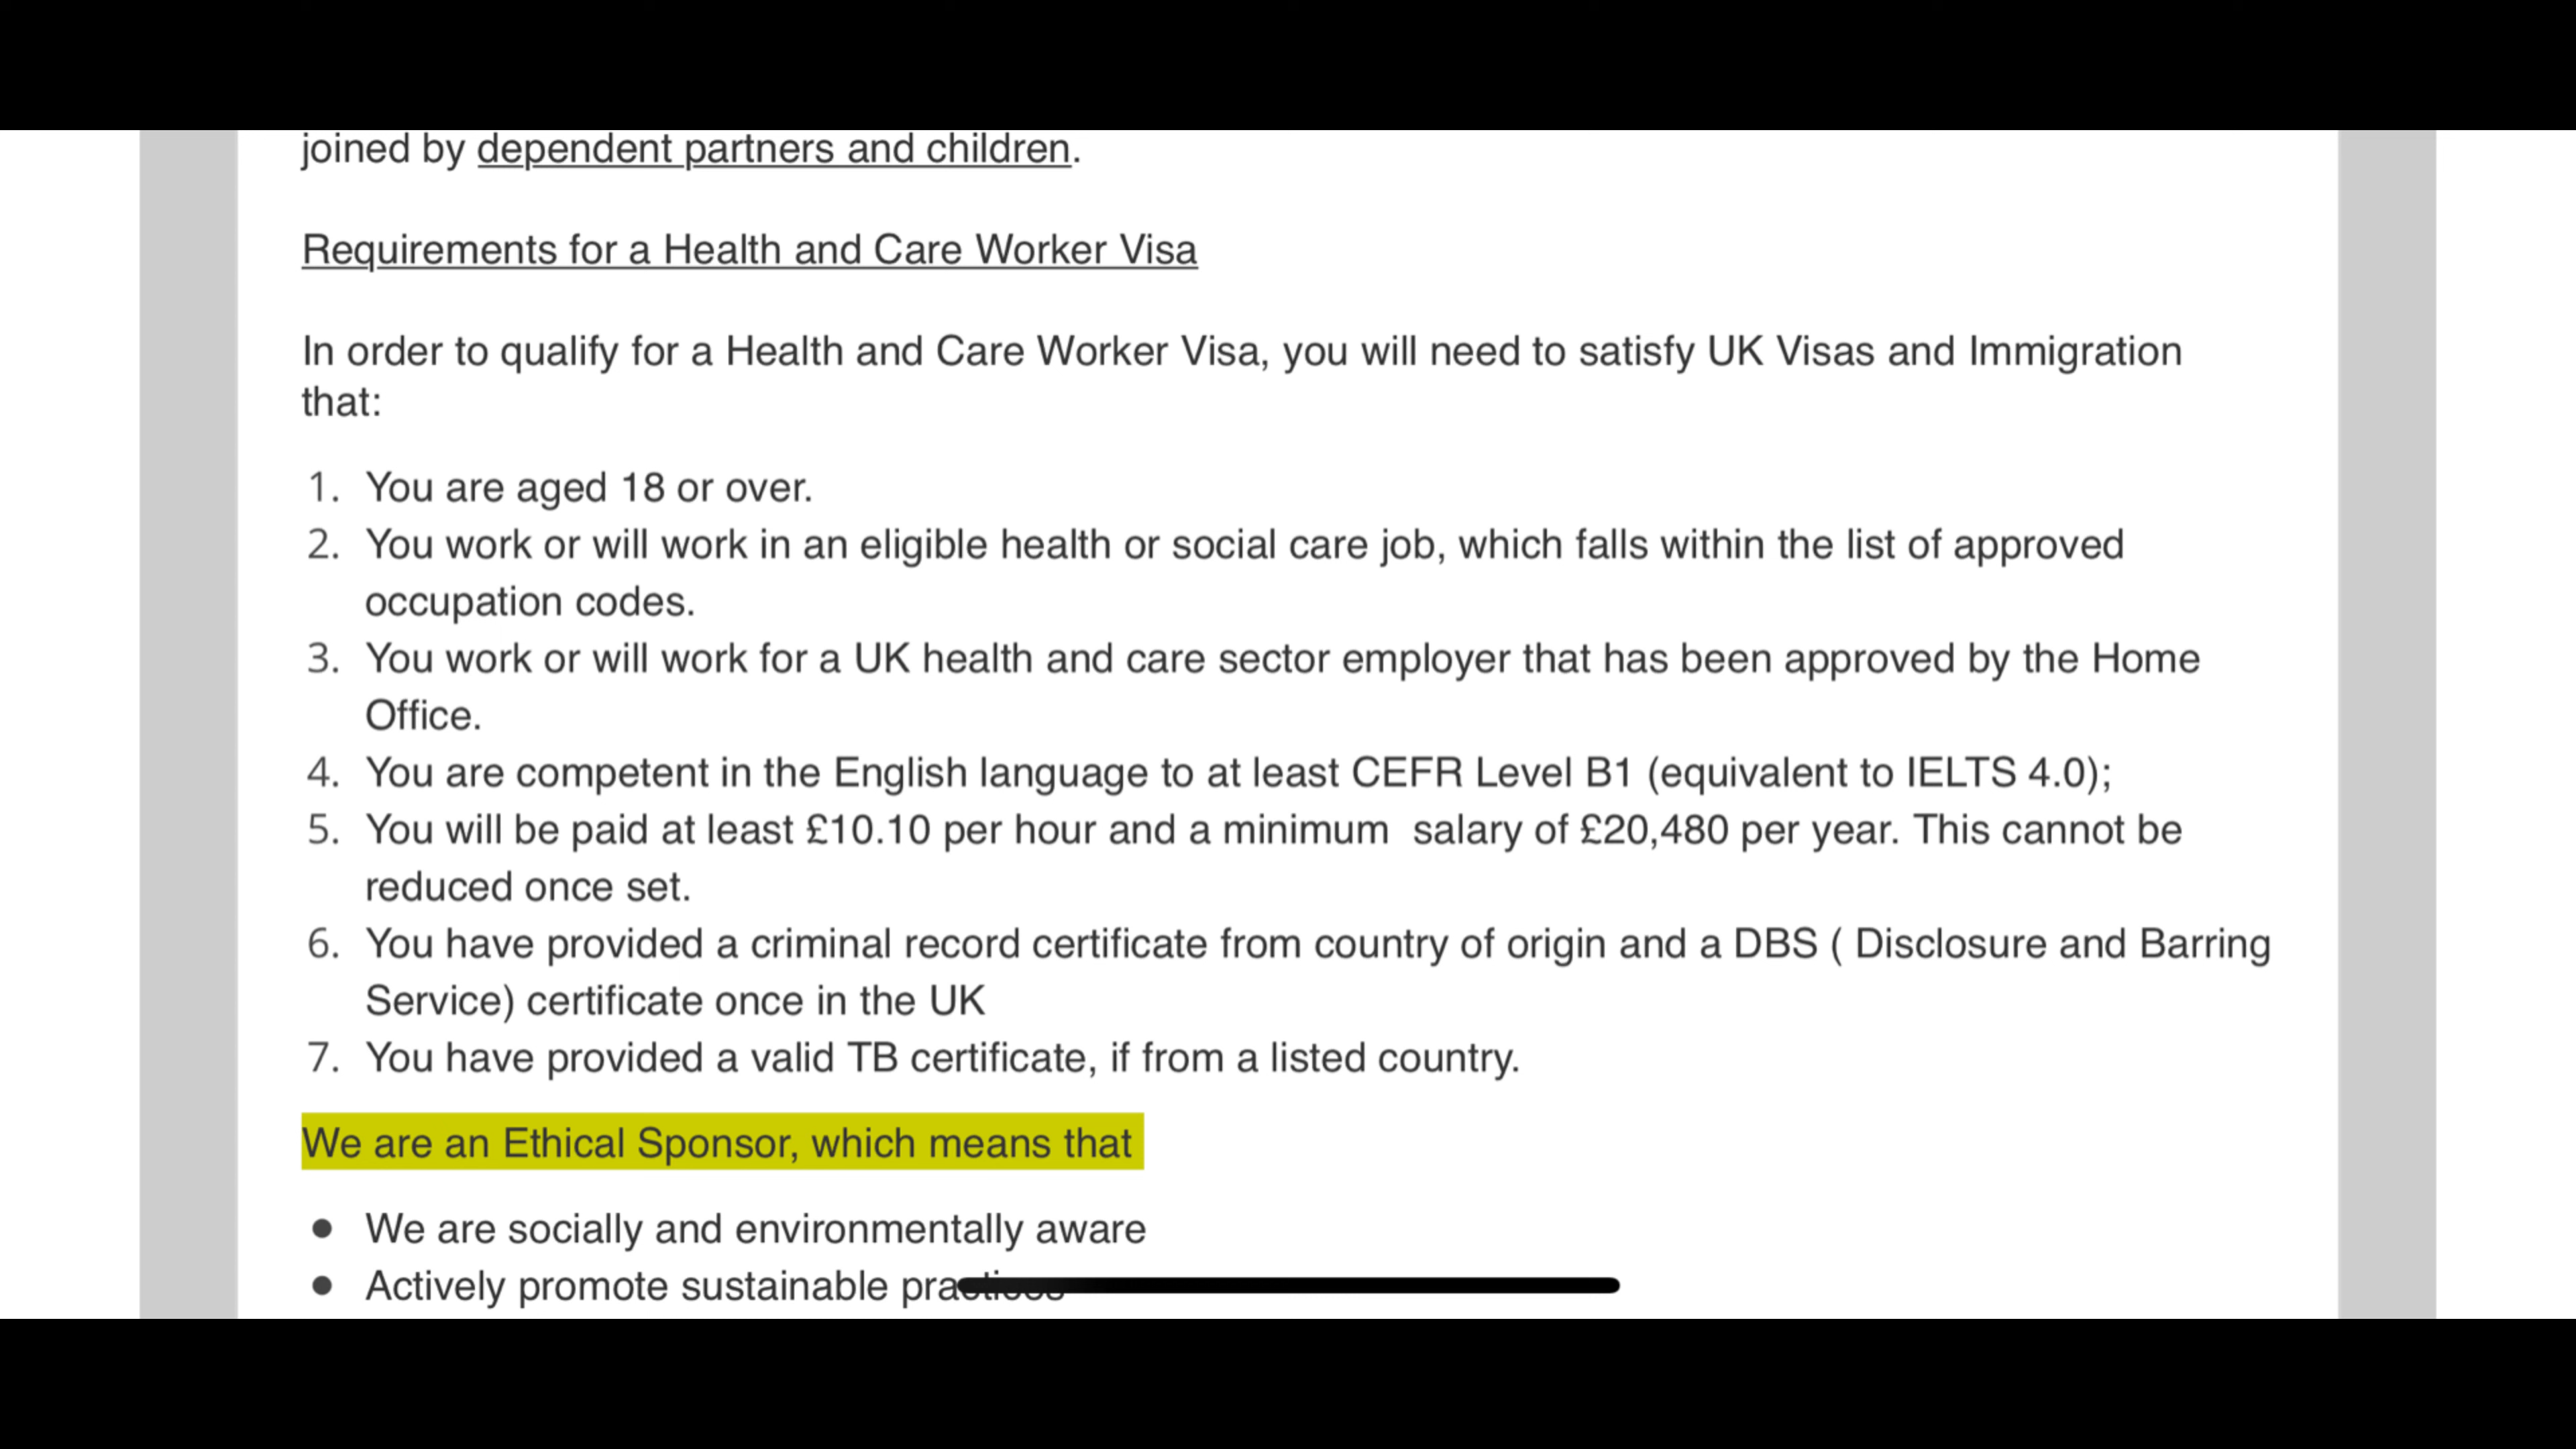 joined by dependent partners and children.
Requirements for a Health and Care Worker Visa
In order to qualify for a Health and Care Worker Visa, you will need to satisfy UK Visas and Immigration
that:
1. You are aged 18 or over.
2. You work or will work in an eligible health or social care job, which falls within the list of approved
occupation codes.
3. You work or will work for a UK health and care sector employer that has been approved by the Home
Office.
4. You are competent in the English language to at least CEFR Level B1 (equivalent to IELTS 4.0);
5. You will be paid at least £10.10 per hour and a minimum  salary of £20,480 per year. This cannot be
reduced once set.
6. You have provided a criminal record certificate from country of origin and a DBS ( Disclosure and Barring
Service) certificate once in the UK
7. You have provided a valid TB certificate, if from a listed country.
We are an Ethical Sponsor, which means that
● We are socially and environmentally aware
● Actively promote sustainable practices